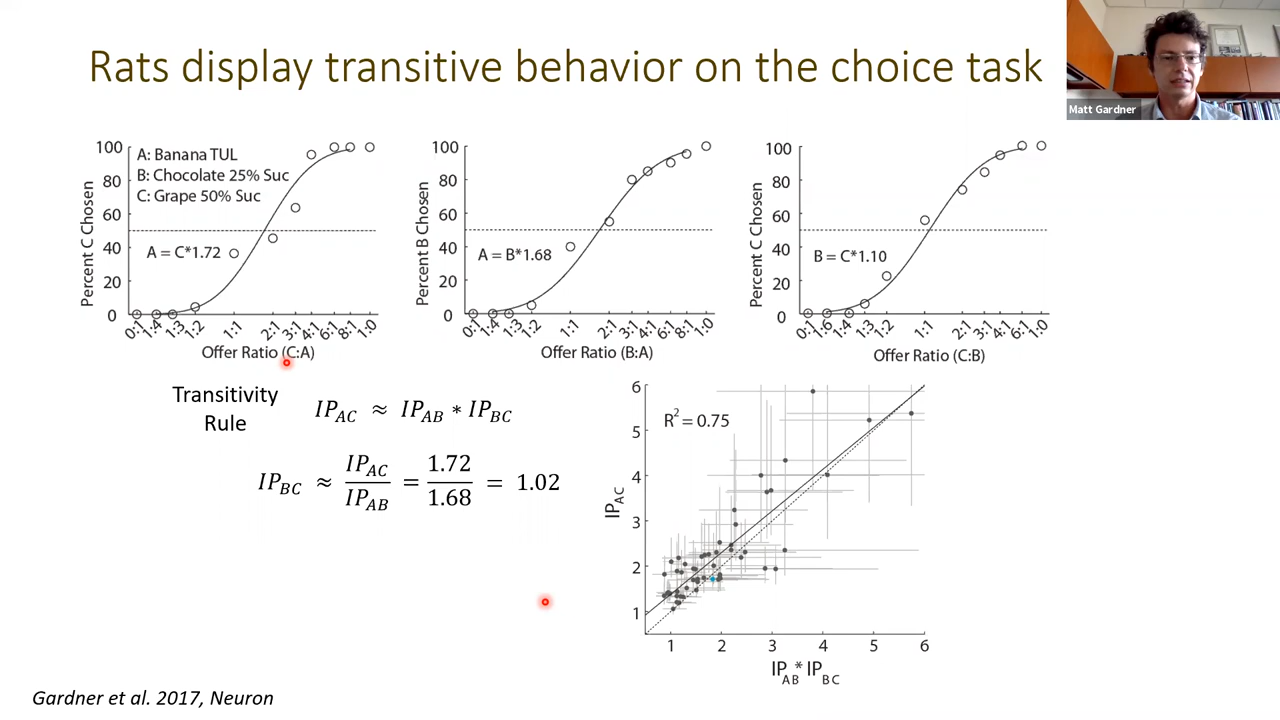 Rats display transitive behavior on the choice task
Matt Gardner
Percent C Chosen
100
80
60
40
20
0
A: Banana TUL
B: Chocolate 25% Suc
C: Grape 50% Suc
A = C*1.72
0:1 1:4 1:3 1:2 1:1 2:1 3:1 4:1 6:1 8:1 1:0
Offer Ratio (C:A)
Percent B Chosen
100
80
60
40
20
0
A = B*1.68
0:1 1:4 1:3 1:2 1:1 2:1 3:1 4:1 6:1 8:1 1:0
Offer Ratio (B:A)
Percent C Chosen
100
80
60
40
20
0
B = C*1.10
0:1 1:6 1:4 1:3 1:2 1:1 2:1 3:1 4:1 6:1 1:0
Offer Ratio (C:B)
Transitivity
Rule
IP_AC ≈ IP_AB * IP_BC
IP_BC ≈ IP_AC / IP_AB = 1.72 / 1.68 = 1.02
IP_AC
6
5
4
3
2
1
R² = 0.75
1 2 3 4 5 6
IP_AB * IP_BC
Gardner et al. 2017, Neuron